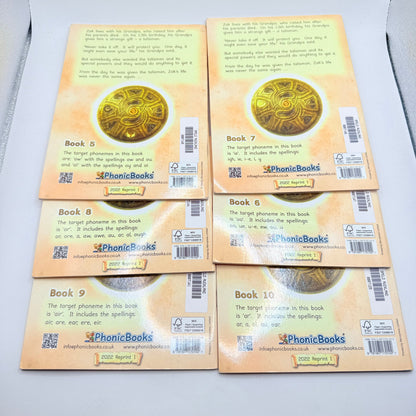 Zak lives with his Grandpa, who raised him after
his parents died. On his 13th birthday his Grandpa
gives him a gift - a talisman.
'Never take it off. It will protect you. One day it
might even save your life!' his Grandpa said.
But somebody else wanted the talisman and its
special powers and they would do anything to get it.
From the day he was given the talisman, Zak's life
was never the same again.
Book 5
The target phonemes in this book
are: 'ow' with the spellings ow and ou
and 'oi' with the spellings oy and oi
PhonicBooks
info@phonicbooks.co.uk
www.phonicbooks.co.uk
2022 Reprint 1
Zak lives with his Grandpa, who raised him after
his parents died. On his 13th birthday his Grandpa
gives him a gift - a talisman.
'Never take it off. It will protect you. One day it
might even save your life!' his Grandpa said.
But somebody else wanted the talisman and its
special powers and they would do anything to get it.
From the day he was given the talisman, Zak's life
was never the same again.
Book 7
The target phoneme in this book
is
It includes the spellings
igh, ie, i-e, i, y
PhonicBooks
info@phonicbooks.co.uk
www.phonicbooks.co.uk
2022 Reprint 1
Book 8
The target phoneme in this book
is 'or'. It includes the spellings
or, ore, a, aw, awe, au, ar, al, ough
PhonicBooks
info@phonicbooks.co.uk
www.phonicbooks.co.uk
2022 Reprint 1
Book 6
The target phoneme in this book
is
It includes the spellings
PhonicBooks
info@phonicbooks.co.uk
www.phonicbooks.co.uk
2022 Reprint 1
Book 9
The target phoneme in this book
is 'air'. It includes the spellings:
air, are, ear, ere, eir
PhonicBooks
info@phonicbooks.co.uk
www.phonicbooks.co.uk
2022 Reprint 1
Book 10
The target phoneme in this book
is 'ar'. It includes the spellings:
ar, a, al, au, ear
PhonicBooks
info@phonicbooks.co.uk
www.phonicbooks.co.uk
2022 Reprint 1